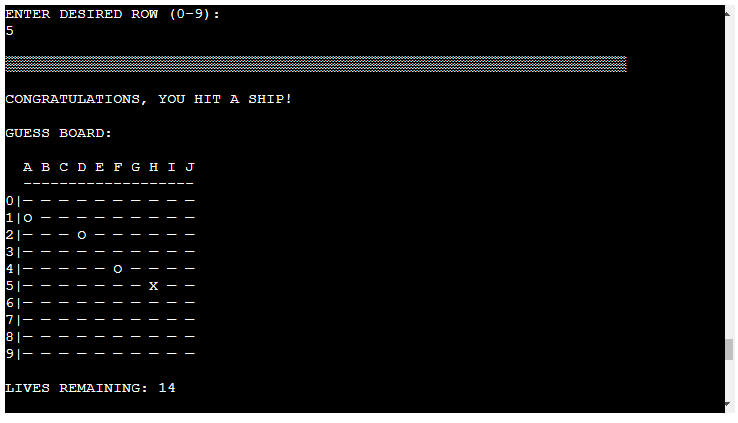 ENTER DESIRED ROW (0-9):
5
CONGRATULATIONS, YOU HIT A SHIP!
GUESS BOARD:
  A B C D E F G H I J
  -------------------
0|— — — — — — — — — —
1|O — — — — — — — — —
2|— — — O — — — — — —
3|— — — — — — — — — —
4|— — — — — O — — — —
5|— — — — — — — X — —
6|— — — — — — — — — —
7|— — — — — — — — — —
8|— — — — — — — — — —
9|— — — — — — — — — —
LIVES REMAINING: 14